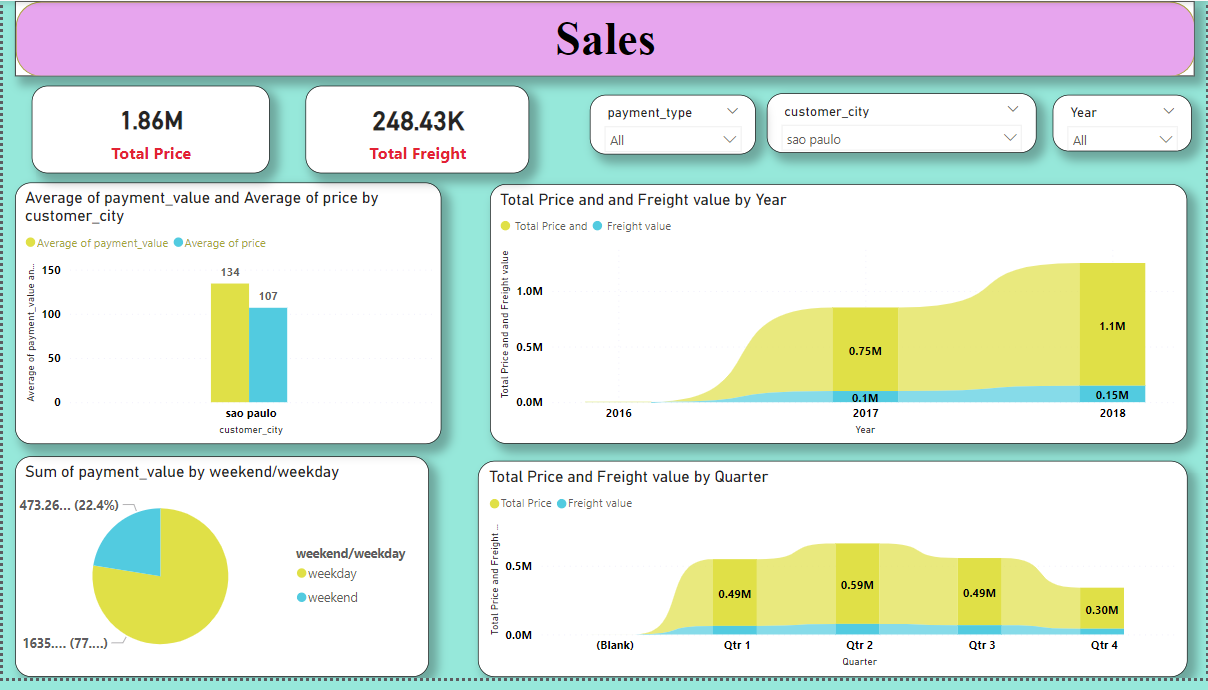 Sales
1.86M
Total Price
248.43K
Total Freight
payment_type
All
customer_city
sao paulo
Year
All
Average of payment_value and Average of price by
customer_city
Average of payment_value Average of price
Average of payment_value an...
150
100
50
0
134
107
sao paulo
customer_city
Total Price and and Freight value by Year
Total Price and Freight value
Total Price and and Freight value
1.0M
0.5M
0.0M
0.75M
0.1M
1.1M
0.15M
2016 2017 2018
Year
Sum of payment_value by weekend/weekday
473.26... (22.4%)
1635.... (77....)
weekend/weekday
weekday
weekend
Total Price and Freight value by Quarter
Total Price Freight value
Total Price and Freight ...
0.5M
0.0M
0.49M
0.59M
0.49M
0.30M
(Blank) Qtr 1 Qtr 2 Qtr 3 Qtr 4
Quarter